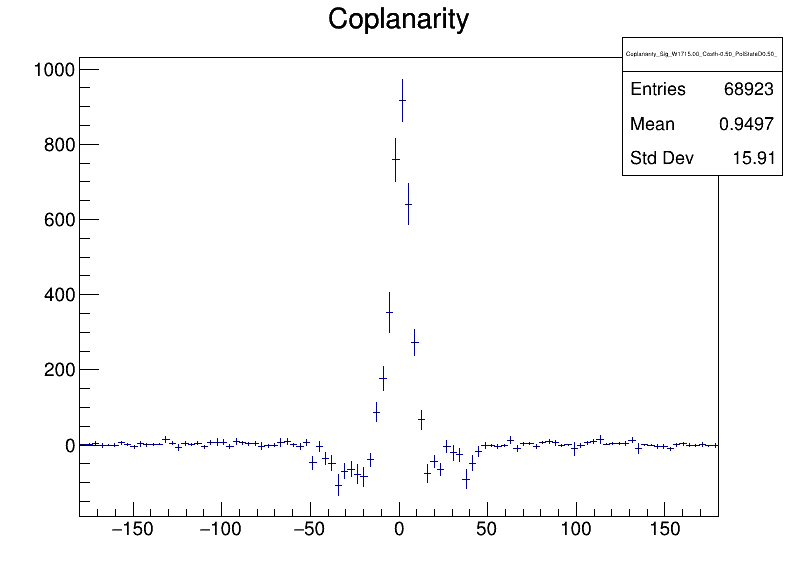 Coplanarity
Coplanarity_Sig_W1715.00_Costh-0.50_PolStateD0.50_
Entries 68923
Mean 0.9497
Std Dev 15.91
1000
800
600
400
200
0
−150 −100 −50 0 50 100 150